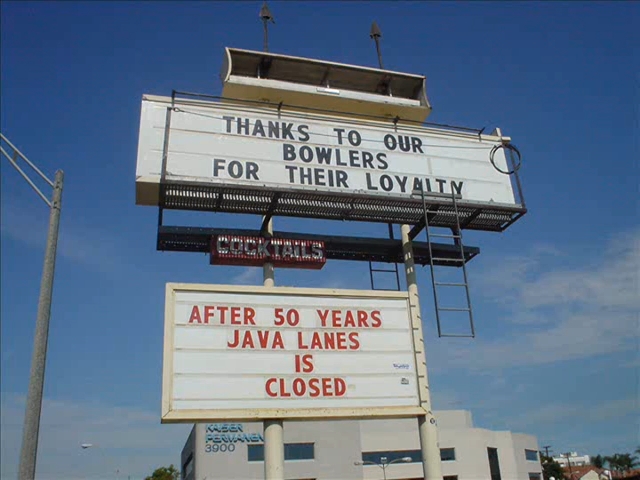 THANKS TO OUR
BOWLERS
FOR THEIR LOYALTY
COCKTAILS
AFTER 50 YEARS
JAVA LANES
IS
CLOSED
KAISER
PERMANENTE
3900